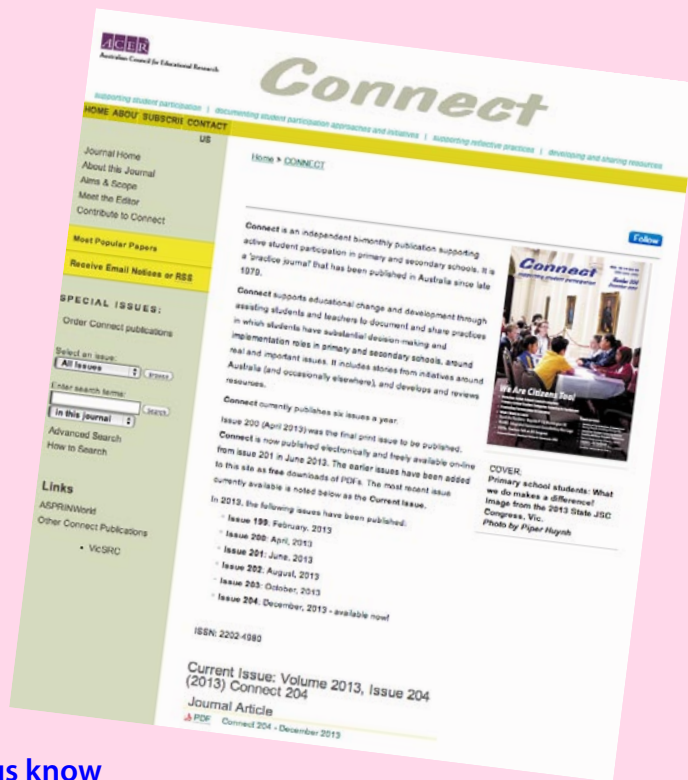 ACER
Australian Council for Educational Research
Connect
supporting student participation | documenting student participation approaches and initiatives | supporting reflective practices | developing and sharing resources
HOME ABOUT SUBSCRIE CONTACT
US
Journal Home
About this Journal
Aims & Scope
Meet the Editor
Contribute to Connect
Most Popular Papers
Receive Email Notices or RSS
SPECIAL ISSUES:
Order Connect publications
Select an issue:
All Issues
Browse
Enter search terms:
Search
in this journal
Advanced Search
How to Search
Links
ASPRINWorld
Other Connect Publications
• VicSRC
Home > CONNECT
Follow
Connect is an independent bimonthly publication supporting
active student participation in primary and secondary schools. It is
a 'practice journal' that has been published in Australia since late
1979.
Connect supports educational change and development through
assisting students and teachers to document and share practices
in which students have substantial decision-making and
implementation roles in primary and secondary schools, around
real and important issues. It includes stories from initiatives around
Australia (and occasionally elsewhere), and develops and reviews
resources.
Connect currently publishes six issues a year.
Issue 200 (April 2013) was the final print issue to be published.
Connect is now published electronically and freely available on-line
from issue 201 in June 2013. The earlier issues have been added
to this site as free downloads of PDFs. The most recent issue
currently available is noted below as the Current Issue.
In 2013, the following issues have been published:
Issue 199: February, 2013
Issue 200: April, 2013
Issue 201: June, 2013
Issue 202: August, 2013
Issue 203: October, 2013
Issue 204: December, 2013 - available now!
ISSN: 2202-4980
Current Issue: Volume 2013, Issue 204
(2013) Connect 204
Journal Article
PDF Connect 204 - December 2013
Connect
supporting student participation
Number 204
We Are Citizens Too!
COVER:
Primary school students: What
we do makes a difference!
Image from the 2013 State JSC
Congress, Vic.
Photo by Piper Huynh
us know